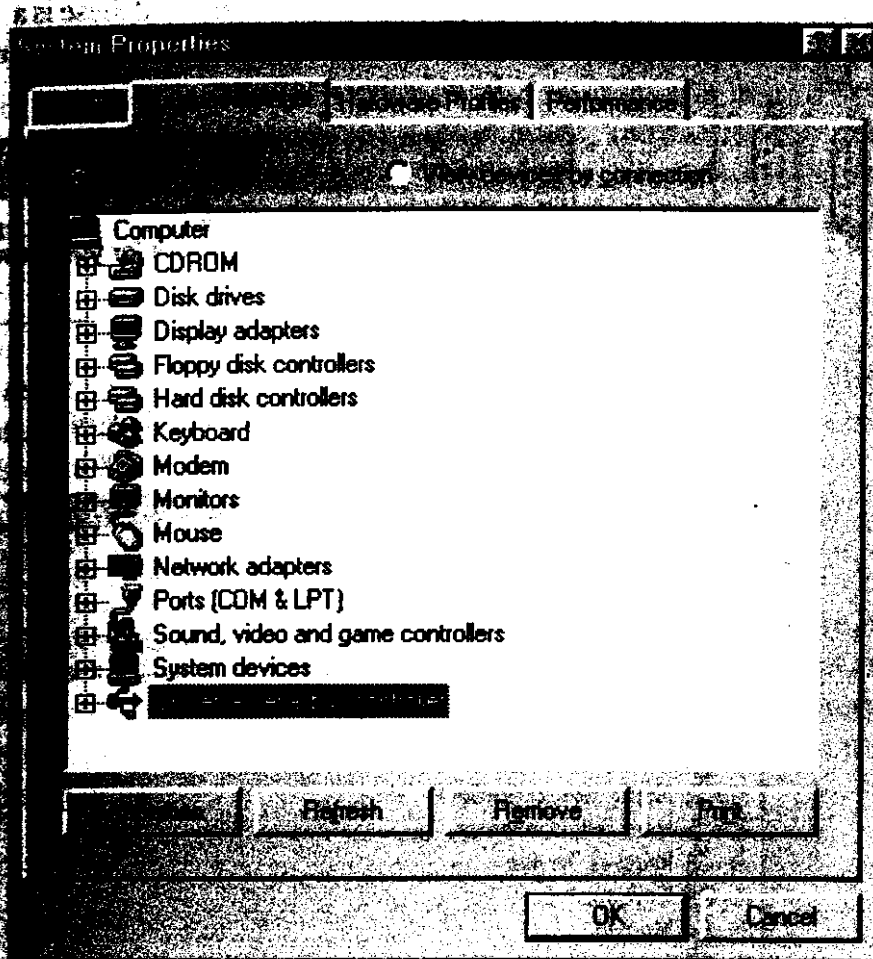 System Properties
Hardware Profiles Performance
View devices by connection
Computer
CDROM
Disk drives
Display adapters
Floppy disk controllers
Hard disk controllers
Keyboard
Modem
Monitors
Mouse
Network adapters
Ports (COM & LPT)
Sound, video and game controllers
System devices
Refresh Remove Print...
OK Cancel